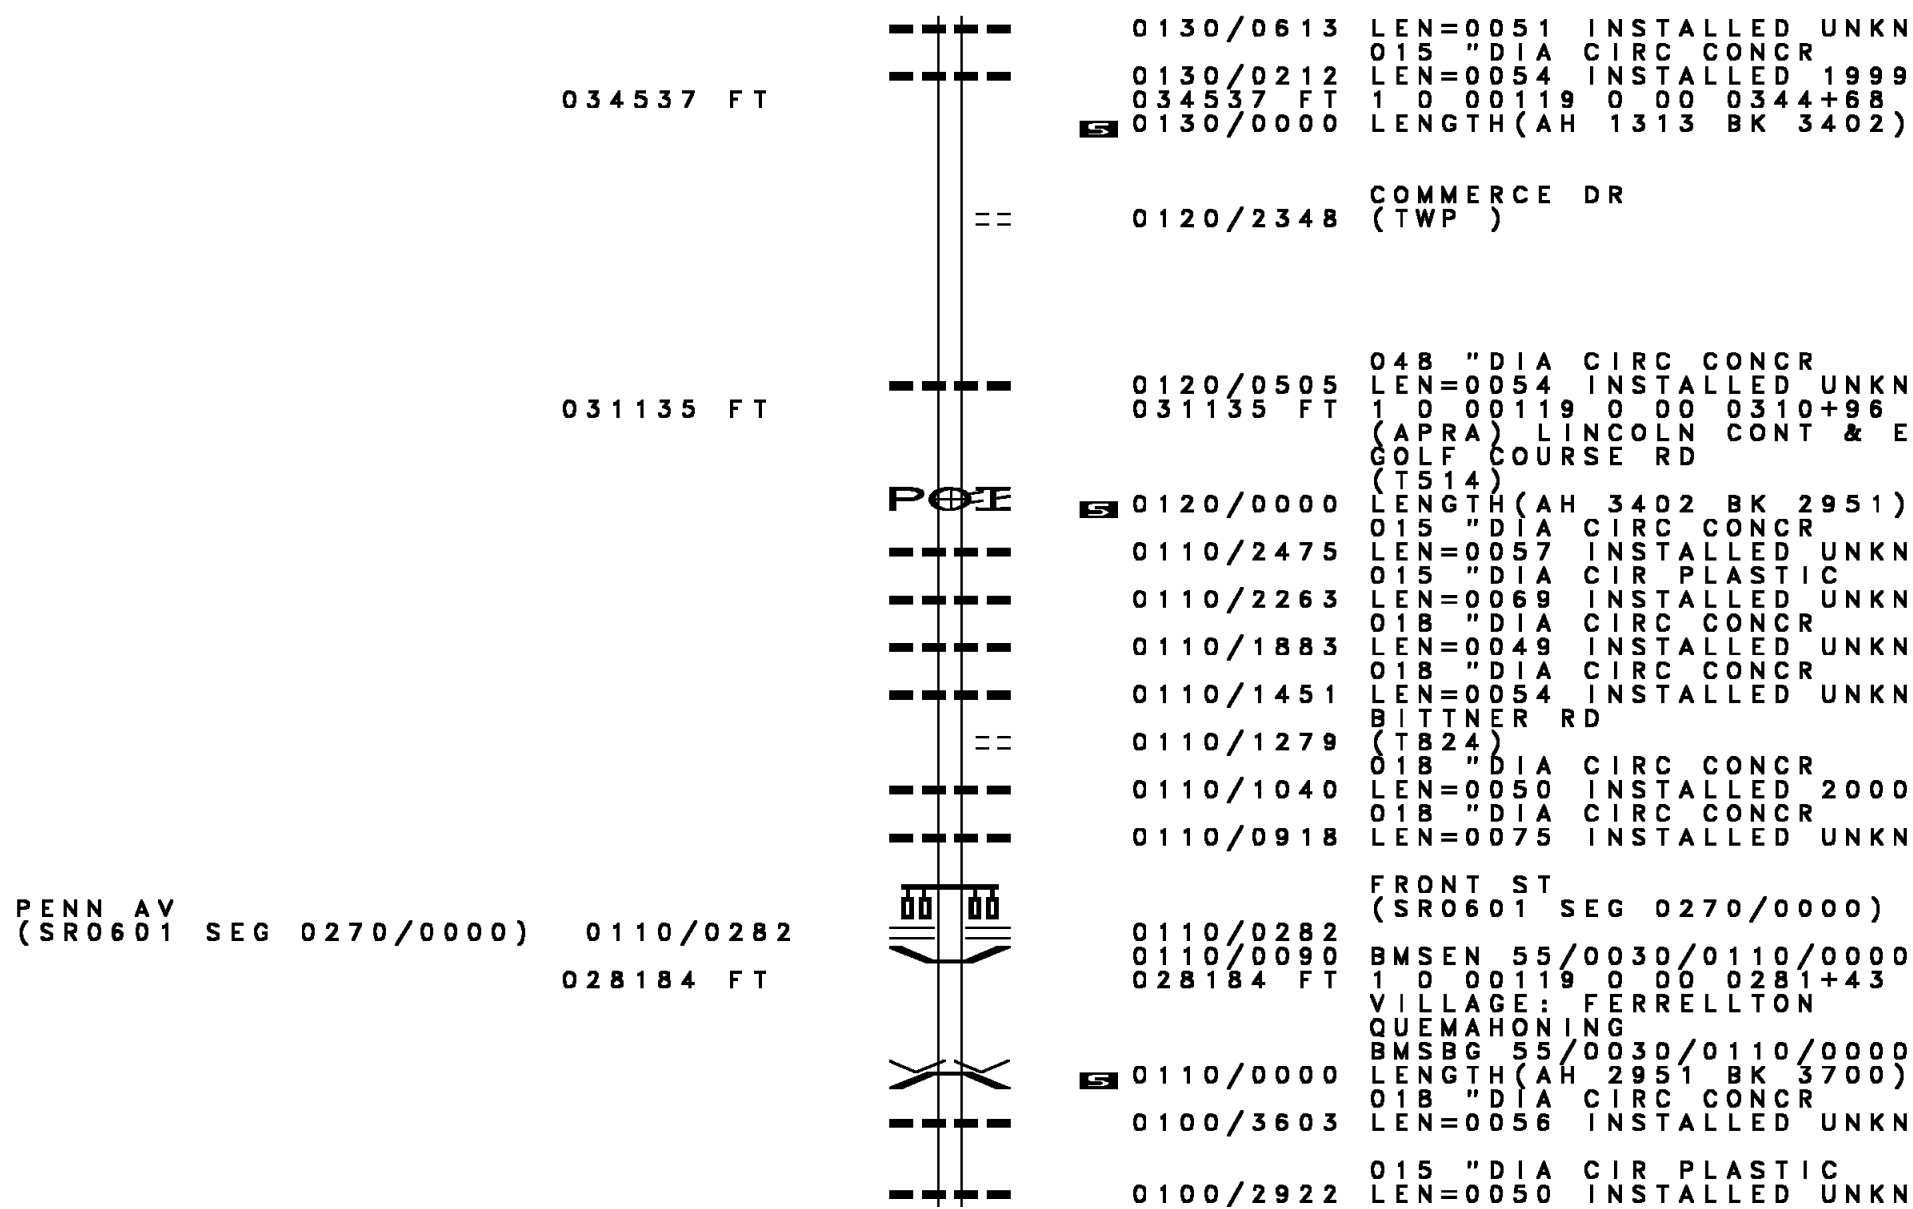 0130/0613 LEN=0051 INSTALLED UNKN
015 "DIA CIRC CONCR
0130/0212 LEN=0054 INSTALLED 1999
034537 FT 034537 FT 1 0 00119 0 00 0344+68
S 0130/0000 LENGTH(AH 1313 BK 3402)
COMMERCE DR
0120/2348 (TWP )
048 "DIA CIRC CONCR
0120/0505 LEN=0054 INSTALLED UNKN
031135 FT 031135 FT 1 0 00119 0 00 0310+96
(APRA) LINCOLN CONT & E
GOLF COURSE RD
(T514)
POI S 0120/0000 LENGTH(AH 3402 BK 2951)
015 "DIA CIRC CONCR
0110/2475 LEN=0057 INSTALLED UNKN
015 "DIA CIR PLASTIC
0110/2263 LEN=0069 INSTALLED UNKN
018 "DIA CIRC CONCR
0110/1883 LEN=0049 INSTALLED UNKN
018 "DIA CIRC CONCR
0110/1451 LEN=0054 INSTALLED UNKN
BITTNER RD
0110/1279 (T824)
018 "DIA CIRC CONCR
0110/1040 LEN=0050 INSTALLED 2000
018 "DIA CIRC CONCR
0110/0918 LEN=0075 INSTALLED UNKN
FRONT ST
PENN AV (SR0601 SEG 0270/0000)
(SR0601 SEG 0270/0000) 0110/0282 0110/0282
0110/0090 BMSEN 55/0030/0110/0000
028184 FT 028184 FT 1 0 00119 0 00 0281+43
VILLAGE: FERRELLTON
QUEMAHONING
BMSBG 55/0030/0110/0000
S 0110/0000 LENGTH(AH 2951 BK 3700)
018 "DIA CIRC CONCR
0100/3603 LEN=0056 INSTALLED UNKN
015 "DIA CIR PLASTIC
0100/2922 LEN=0050 INSTALLED UNKN